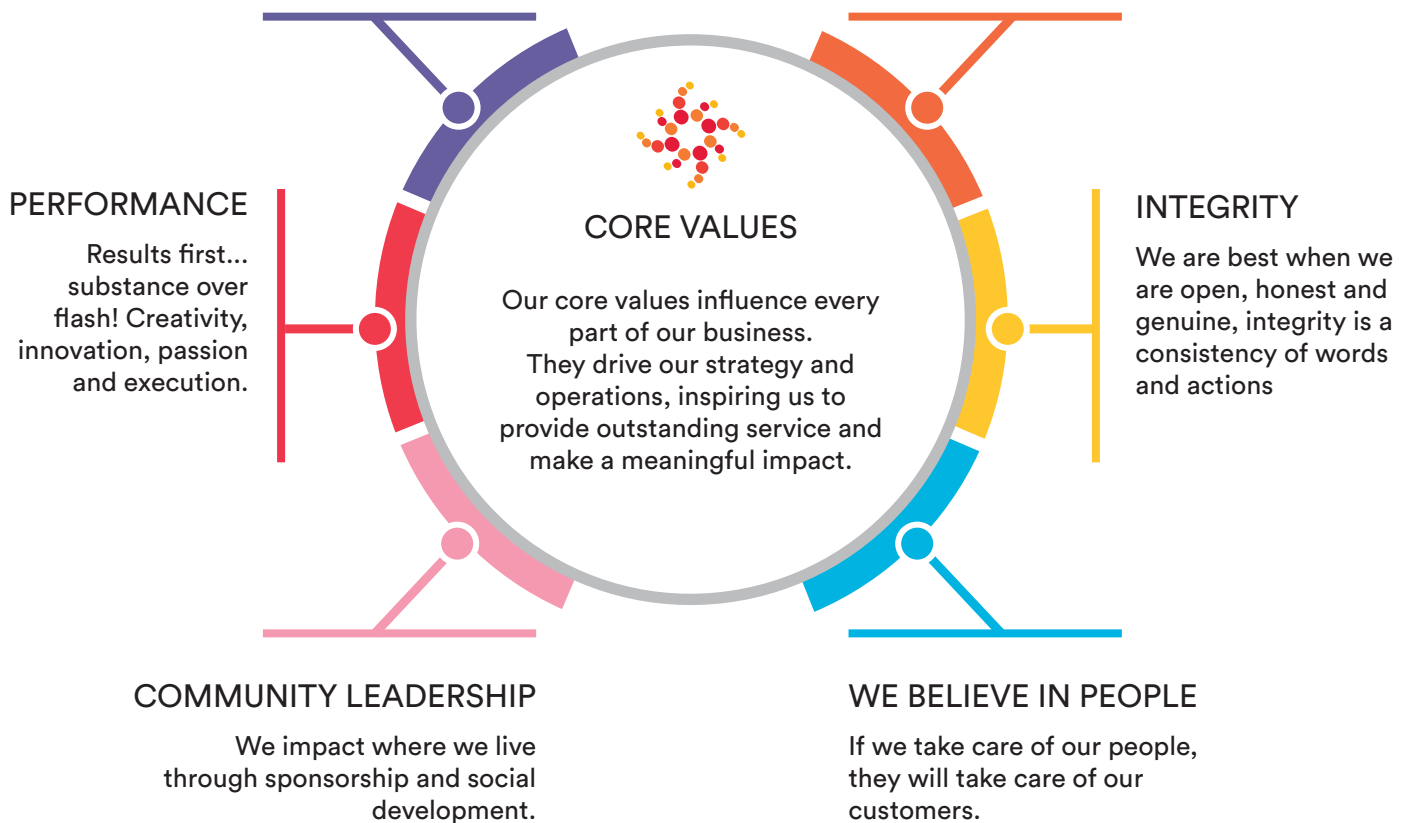 PERFORMANCE
Results first...
substance over
flash! Creativity,
innovation, passion
and execution.
CORE VALUES
Our core values influence every
part of our business.
They drive our strategy and
operations, inspiring us to
provide outstanding service and
make a meaningful impact.
INTEGRITY
We are best when we
are open, honest and
genuine, integrity is a
consistency of words
and actions
COMMUNITY LEADERSHIP
We impact where we live
through sponsorship and social
development.
WE BELIEVE IN PEOPLE
If we take care of our people,
they will take care of our
customers.